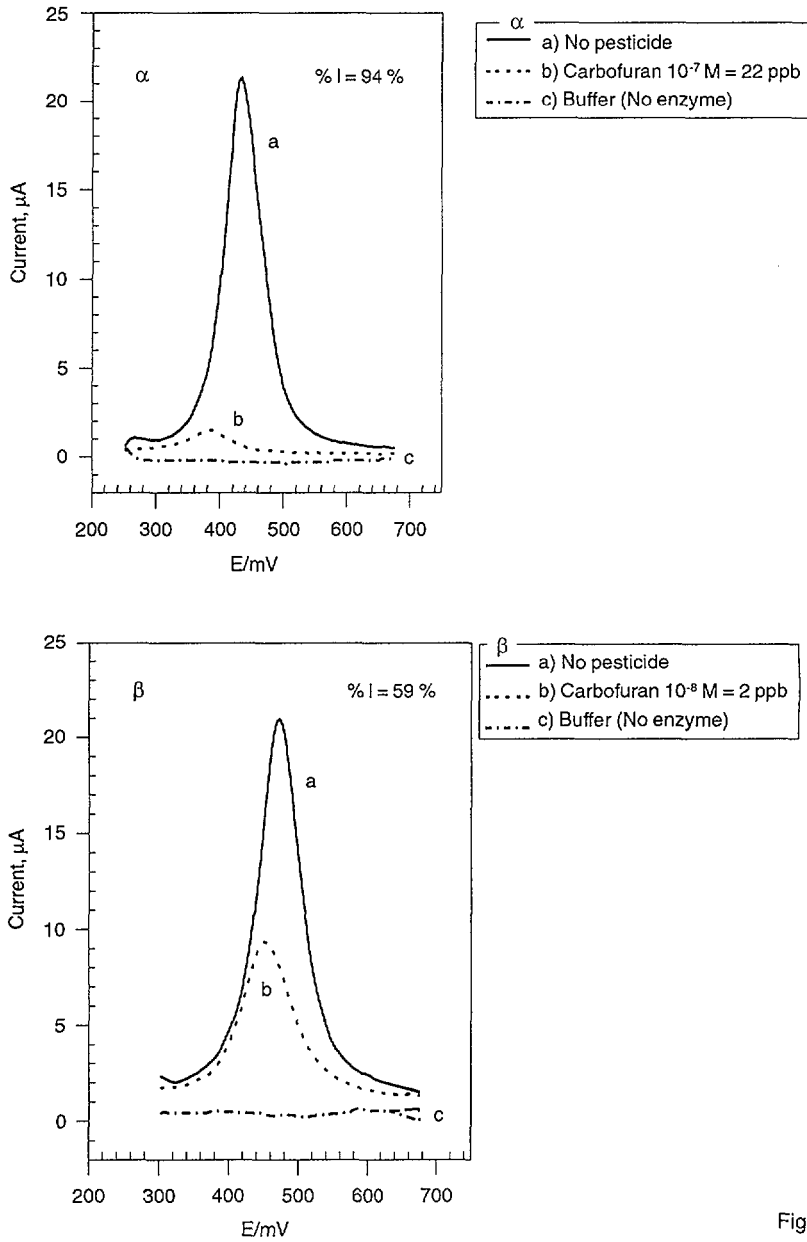 α
a) No pesticide
b) Carbofuran 10⁻⁷ M = 22 ppb
c) Buffer (No enzyme)
25
20
15
10
5
0
Current, μA
α
% I = 94 %
a
b
c
200 300 400 500 600 700
E/mV
β
a) No pesticide
b) Carbofuran 10⁻⁸ M = 2 ppb
c) Buffer (No enzyme)
25
20
15
10
5
0
Current, μA
β
% I = 59 %
a
b
c
200 300 400 500 600 700
E/mV
Fig